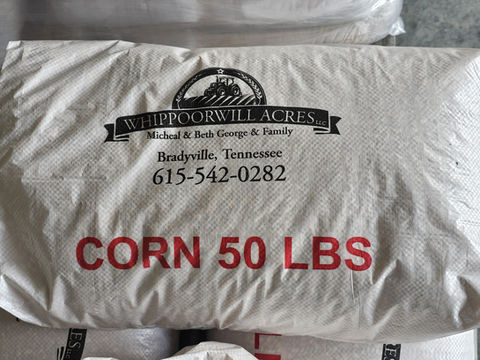 WHIPPOORWILL ACRES LLC
Micheal & Beth George & Family
Bradyville, Tennessee
615-542-0282
CORN 50 LBS